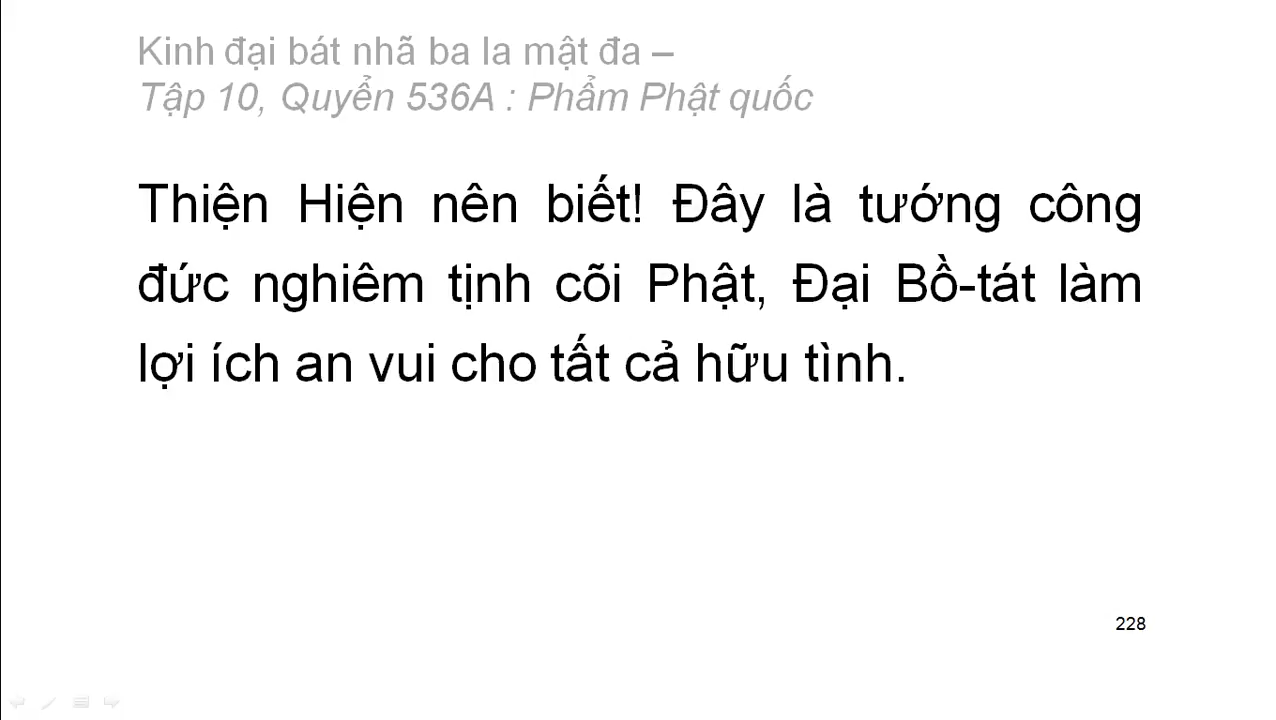 Kinh đại bát nhã ba la mật đa –
Tập 10, Quyển 536A : Phẩm Phật quốc
Thiện Hiện nên biết! Đây là tướng công
đức nghiêm tịnh cõi Phật, Đại Bồ-tát làm
lợi ích an vui cho tất cả hữu tình.
228